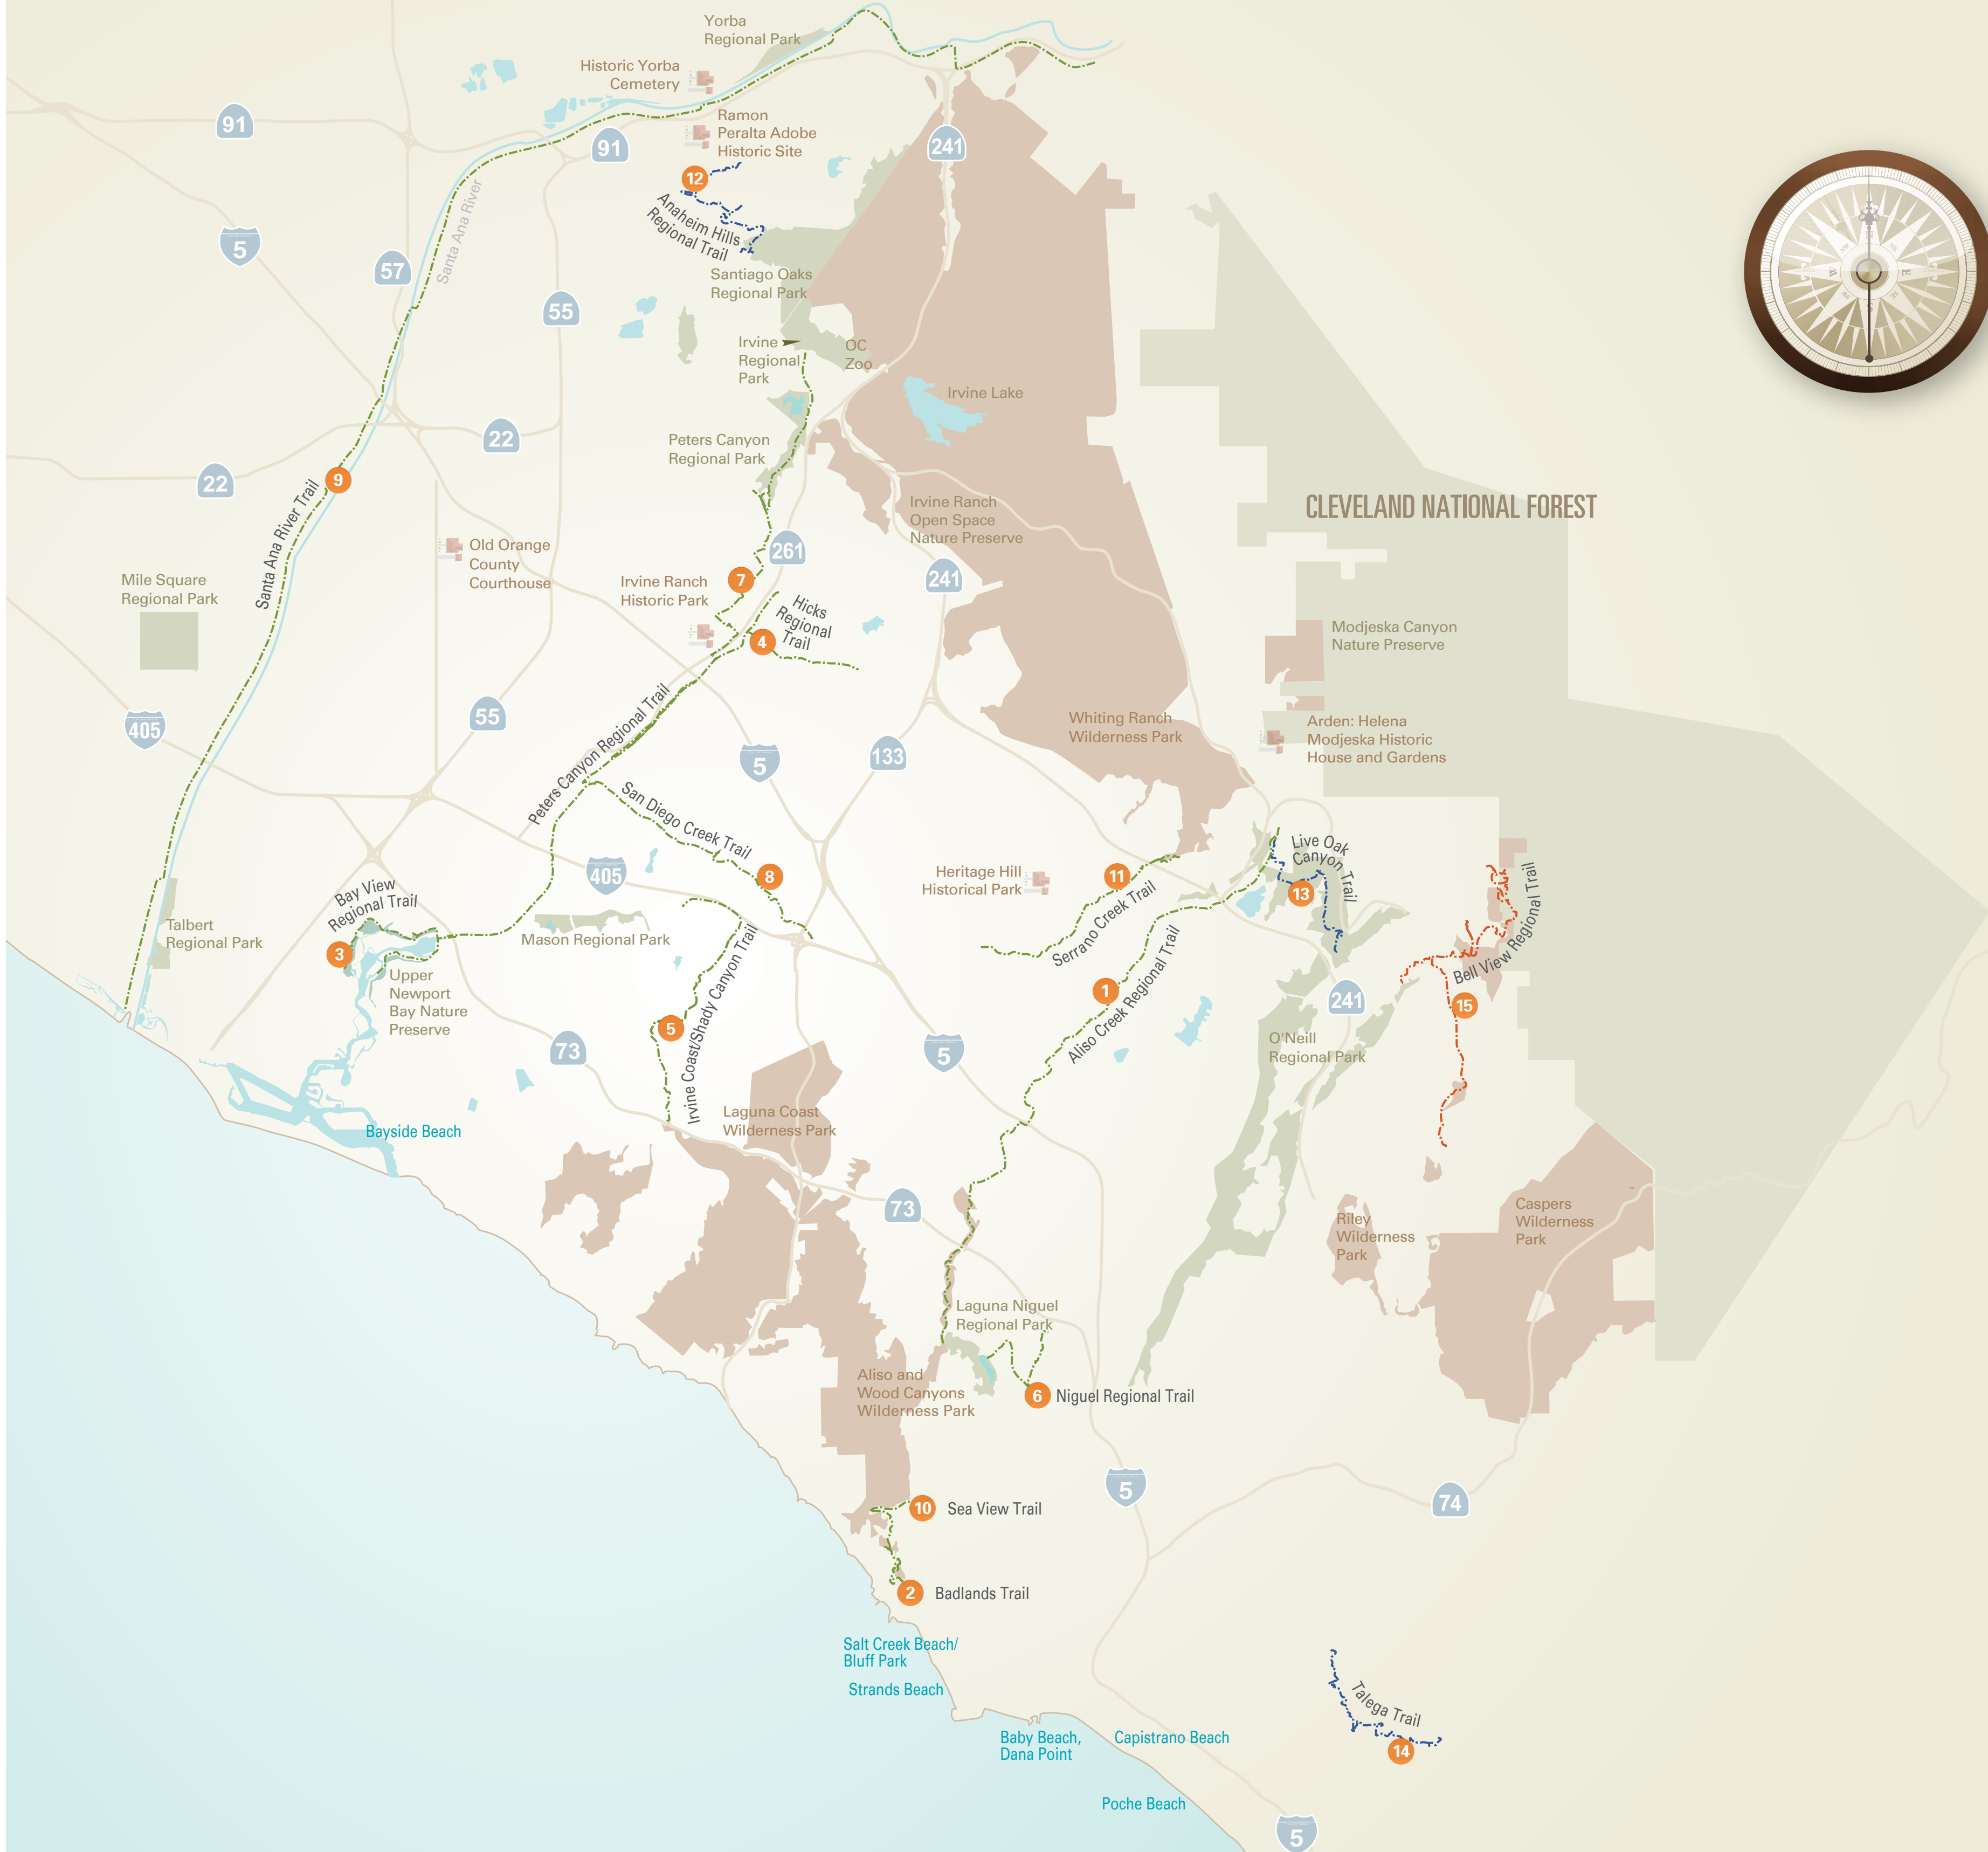 Yorba
Regional Park
Historic Yorba
Cemetery
91
Ramon
Peralta Adobe
Historic Site
91
241
12
Anaheim Hills
Regional Trail
Santa Ana River
5
57
Santiago Oaks
Regional Park
55
Irvine
Regional
Park
OC
Zoo
Irvine Lake
22
Peters Canyon
Regional Park
22
9
Santa Ana River Trail
Irvine Ranch
Open Space
Nature Preserve
CLEVELAND NATIONAL FOREST
Old Orange
County
Courthouse
261
Mile Square
Regional Park
Irvine Ranch
Historic Park
7
241
Hicks
Regional
Trail
4
Modjeska Canyon
Nature Preserve
405
55
Peters Canyon Regional Trail
Whiting Ranch
Wilderness Park
Arden: Helena
Modjeska Historic
House and Gardens
5
133
San Diego Creek Trail
8
405
Heritage Hill
Historical Park
11
Serrano Creek Trail
Live Oak
Canyon Trail
13
Bay View
Regional Trail
3
Talbert
Regional Park
Mason Regional Park
Upper
Newport
Bay Nature
Preserve
Bell View Regional Trail
15
1
Aliso Creek Regional Trail
241
5
Irvine Coast/Shady Canyon Trail
73
5
O'Neill
Regional Park
Laguna Coast
Wilderness Park
Bayside Beach
73
Riley
Wilderness
Park
Caspers
Wilderness
Park
Laguna Niguel
Regional Park
Aliso and
Wood Canyons
Wilderness Park
6
Niguel Regional Trail
5
74
10
Sea View Trail
2
Badlands Trail
Salt Creek Beach/
Bluff Park
Strands Beach
Baby Beach,
Dana Point
Capistrano Beach
Talega Trail
14
Poche Beach
5